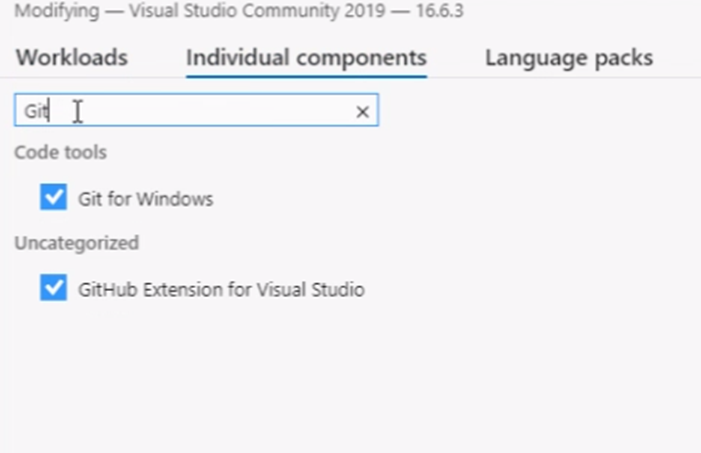 Modifying — Visual Studio Community 2019 — 16.6.3
Workloads Individual components Language packs
Git
Code tools
Git for Windows
Uncategorized
GitHub Extension for Visual Studio